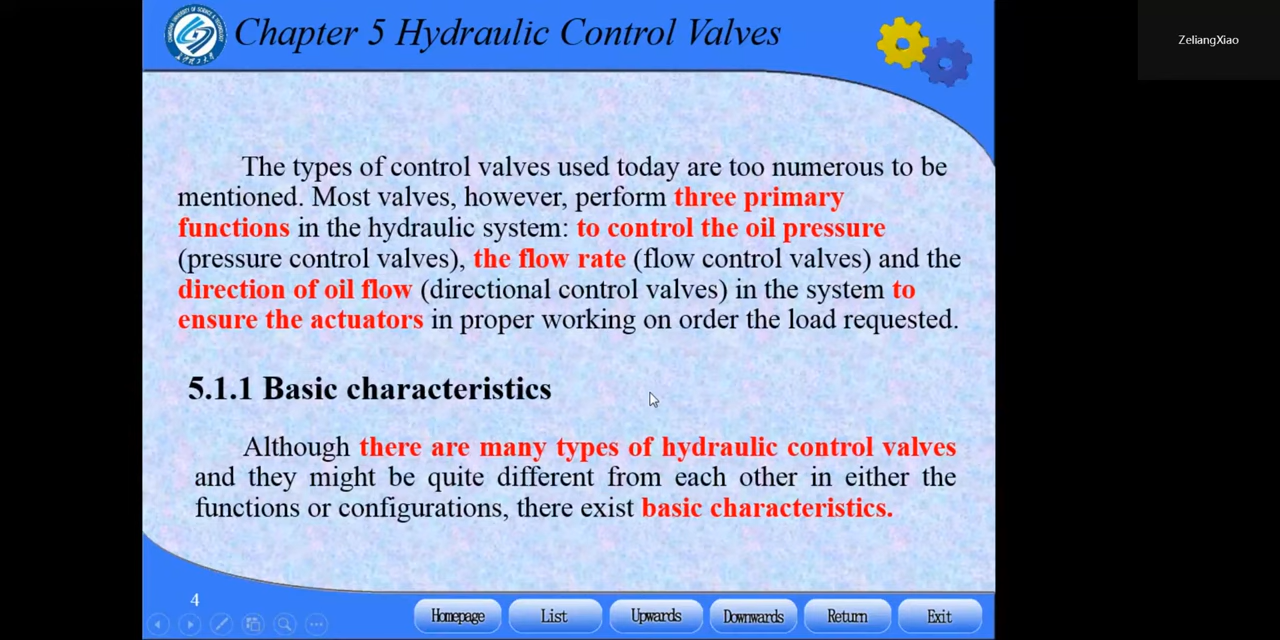 Chapter 5 Hydraulic Control Valves
ZeliangXiao
The types of control valves used today are too numerous to be
mentioned. Most valves, however, perform three primary
functions in the hydraulic system: to control the oil pressure
(pressure control valves), the flow rate (flow control valves) and the
direction of oil flow (directional control valves) in the system to
ensure the actuators in proper working on order the load requested.
5.1.1 Basic characteristics
Although there are many types of hydraulic control valves
and they might be quite different from each other in either the
functions or configurations, there exist basic characteristics.
4
Homepage List Upwards Downwards Return Exit